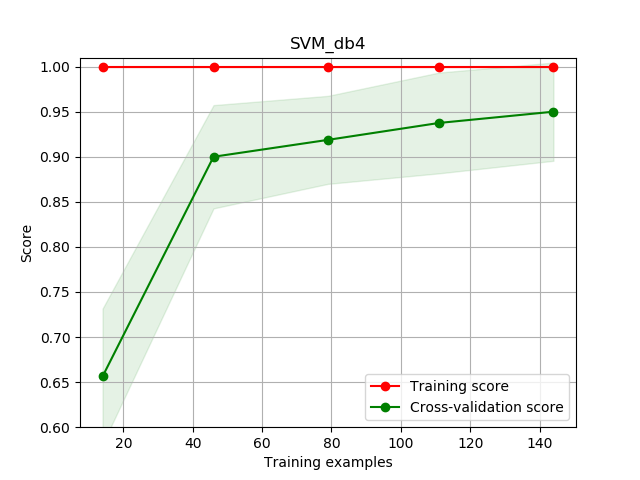 SVM_db4
1.00
0.95
0.90
0.85
0.80
0.75
0.70
0.65
0.60
Score
20 40 60 80 100 120 140
Training examples
Training score
Cross-validation score